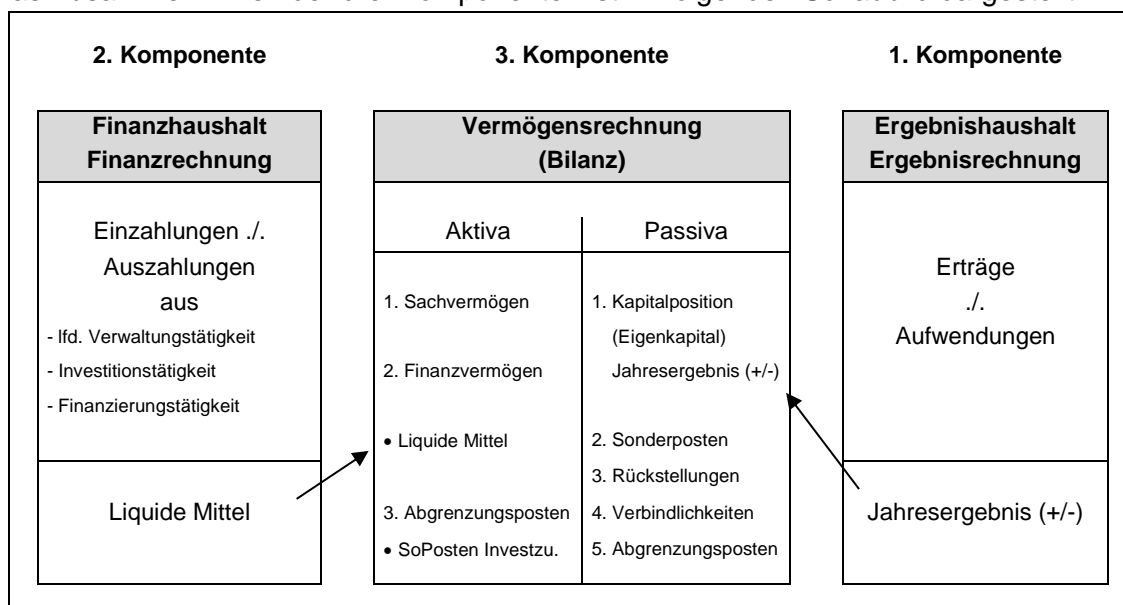 2. Komponente
3. Komponente
1. Komponente
Finanzhaushalt
Finanzrechnung
Einzahlungen ./.
Auszahlungen
aus
- lfd. Verwaltungstätigkeit
- Investitionstätigkeit
- Finanzierungstätigkeit
Liquide Mittel
Vermögensrechnung
(Bilanz)
Aktiva
1. Sachvermögen
2. Finanzvermögen
• Liquide Mittel
3. Abgrenzungsposten
• SoPosten Investzu.
Passiva
1. Kapitalposition
(Eigenkapital)
Jahresergebnis (+/-)
2. Sonderposten
3. Rückstellungen
4. Verbindlichkeiten
5. Abgrenzungsposten
Ergebnishaushalt
Ergebnisrechnung
Erträge
./.
Aufwendungen
Jahresergebnis (+/-)